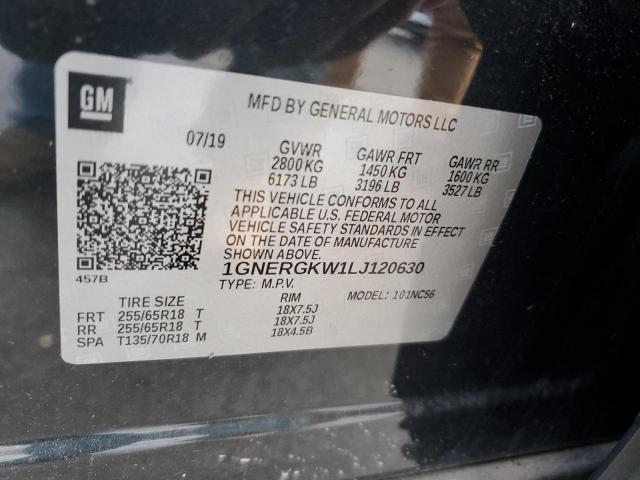 GM
MFD BY GENERAL MOTORS LLC
07/19 GVWR GAWR FRT GAWR RR
2800 KG 1450 KG 1600 KG
6173 LB 3196 LB 3527 LB
THIS VEHICLE CONFORMS TO ALL
APPLICABLE U.S. FEDERAL MOTOR
VEHICLE SAFETY STANDARDS IN EFFECT
ON THE DATE OF MANUFACTURE
SHOWN ABOVE.
1GNERGKW1LJ120630
457B TYPE: M.P.V. MODEL: 101NC56
TIRE SIZE RIM
FRT 255/65R18 T 18X7.5J
RR 255/65R18 T 18X7.5J
SPA T135/70R18 M 18X4.5B